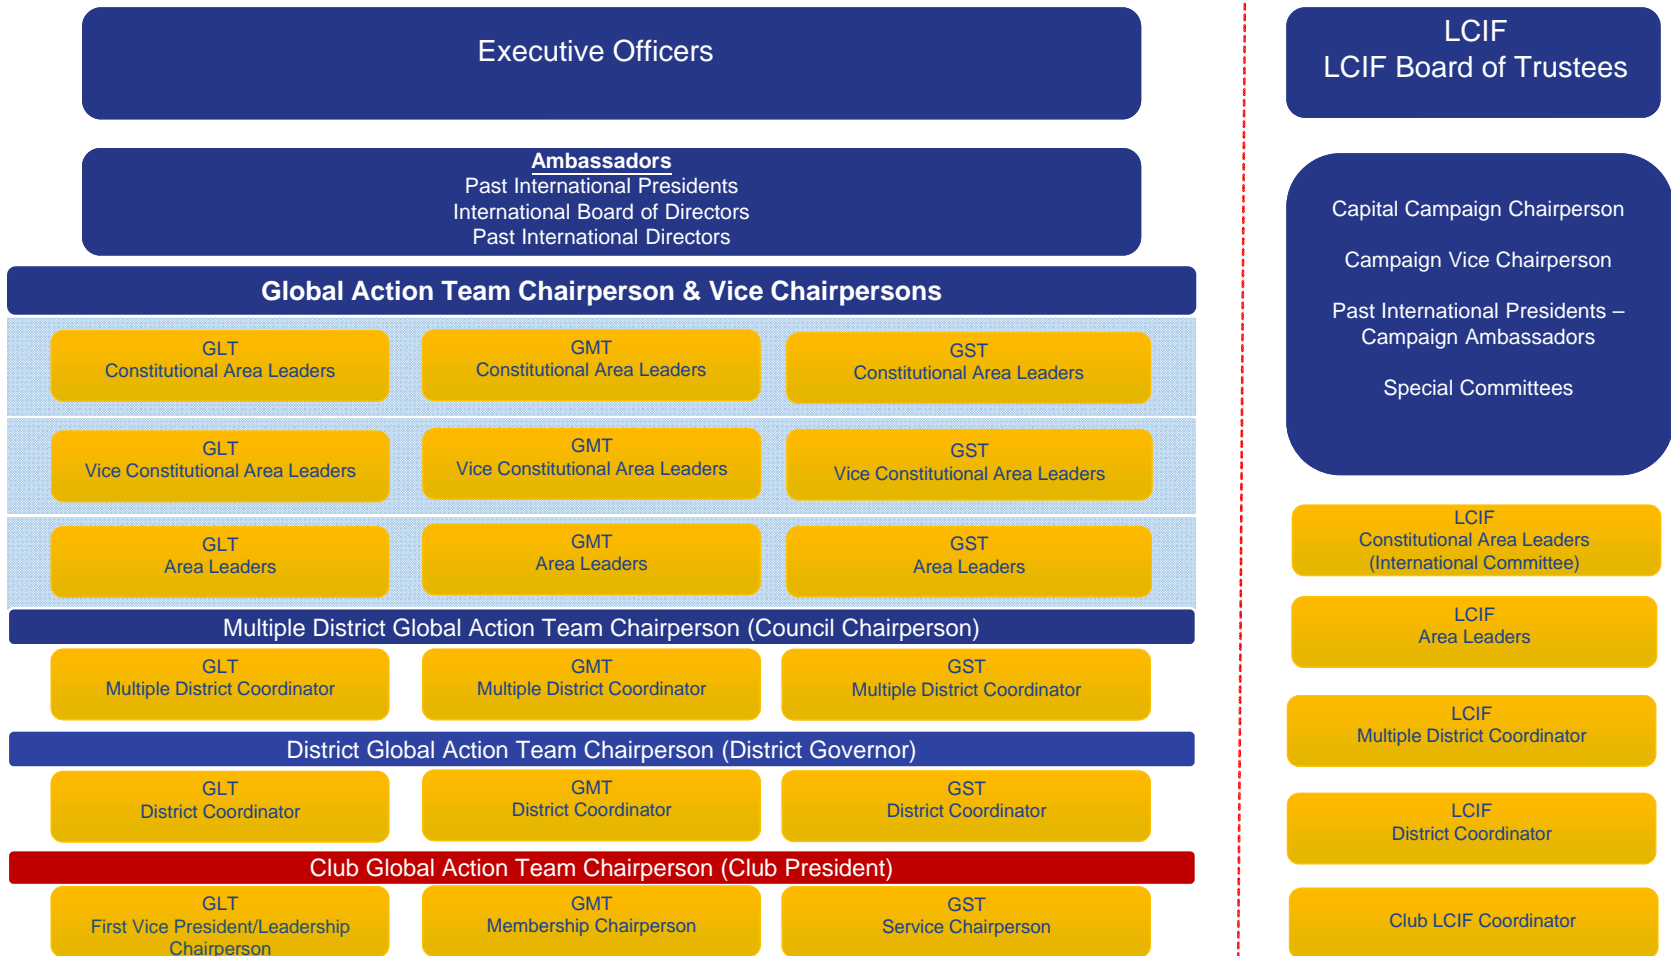 Executive Officers
Ambassadors
Past International Presidents
International Board of Directors
Past International Directors
Global Action Team Chairperson & Vice Chairpersons
GLT
Constitutional Area Leaders
GMT
Constitutional Area Leaders
GST
Constitutional Area Leaders
GLT
Vice Constitutional Area Leaders
GMT
Vice Constitutional Area Leaders
GST
Vice Constitutional Area Leaders
GLT
Area Leaders
GMT
Area Leaders
GST
Area Leaders
Multiple District Global Action Team Chairperson (Council Chairperson)
GLT
Multiple District Coordinator
GMT
Multiple District Coordinator
GST
Multiple District Coordinator
District Global Action Team Chairperson (District Governor)
GLT
District Coordinator
GMT
District Coordinator
GST
District Coordinator
Club Global Action Team Chairperson (Club President)
GLT
First Vice President/Leadership
Chairperson
GMT
Membership Chairperson
GST
Service Chairperson
LCIF
LCIF Board of Trustees
Capital Campaign Chairperson
Campaign Vice Chairperson
Past International Presidents –
Campaign Ambassadors
Special Committees
LCIF
Constitutional Area Leaders
(International Committee)
LCIF
Area Leaders
LCIF
Multiple District Coordinator
LCIF
District Coordinator
Club LCIF Coordinator